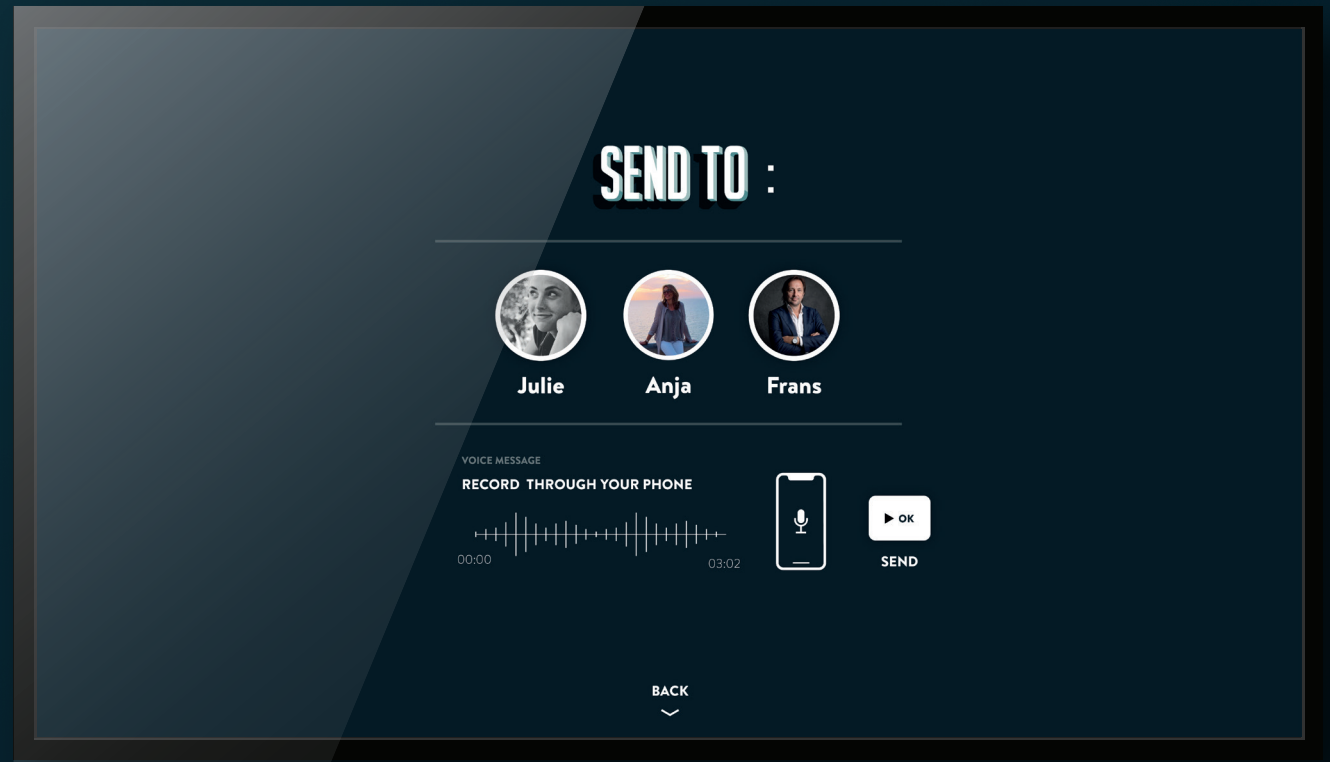 SEND TO :
Julie Anja Frans
VOICE MESSAGE
RECORD THROUGH YOUR PHONE
00:00 03:02
OK
SEND
BACK